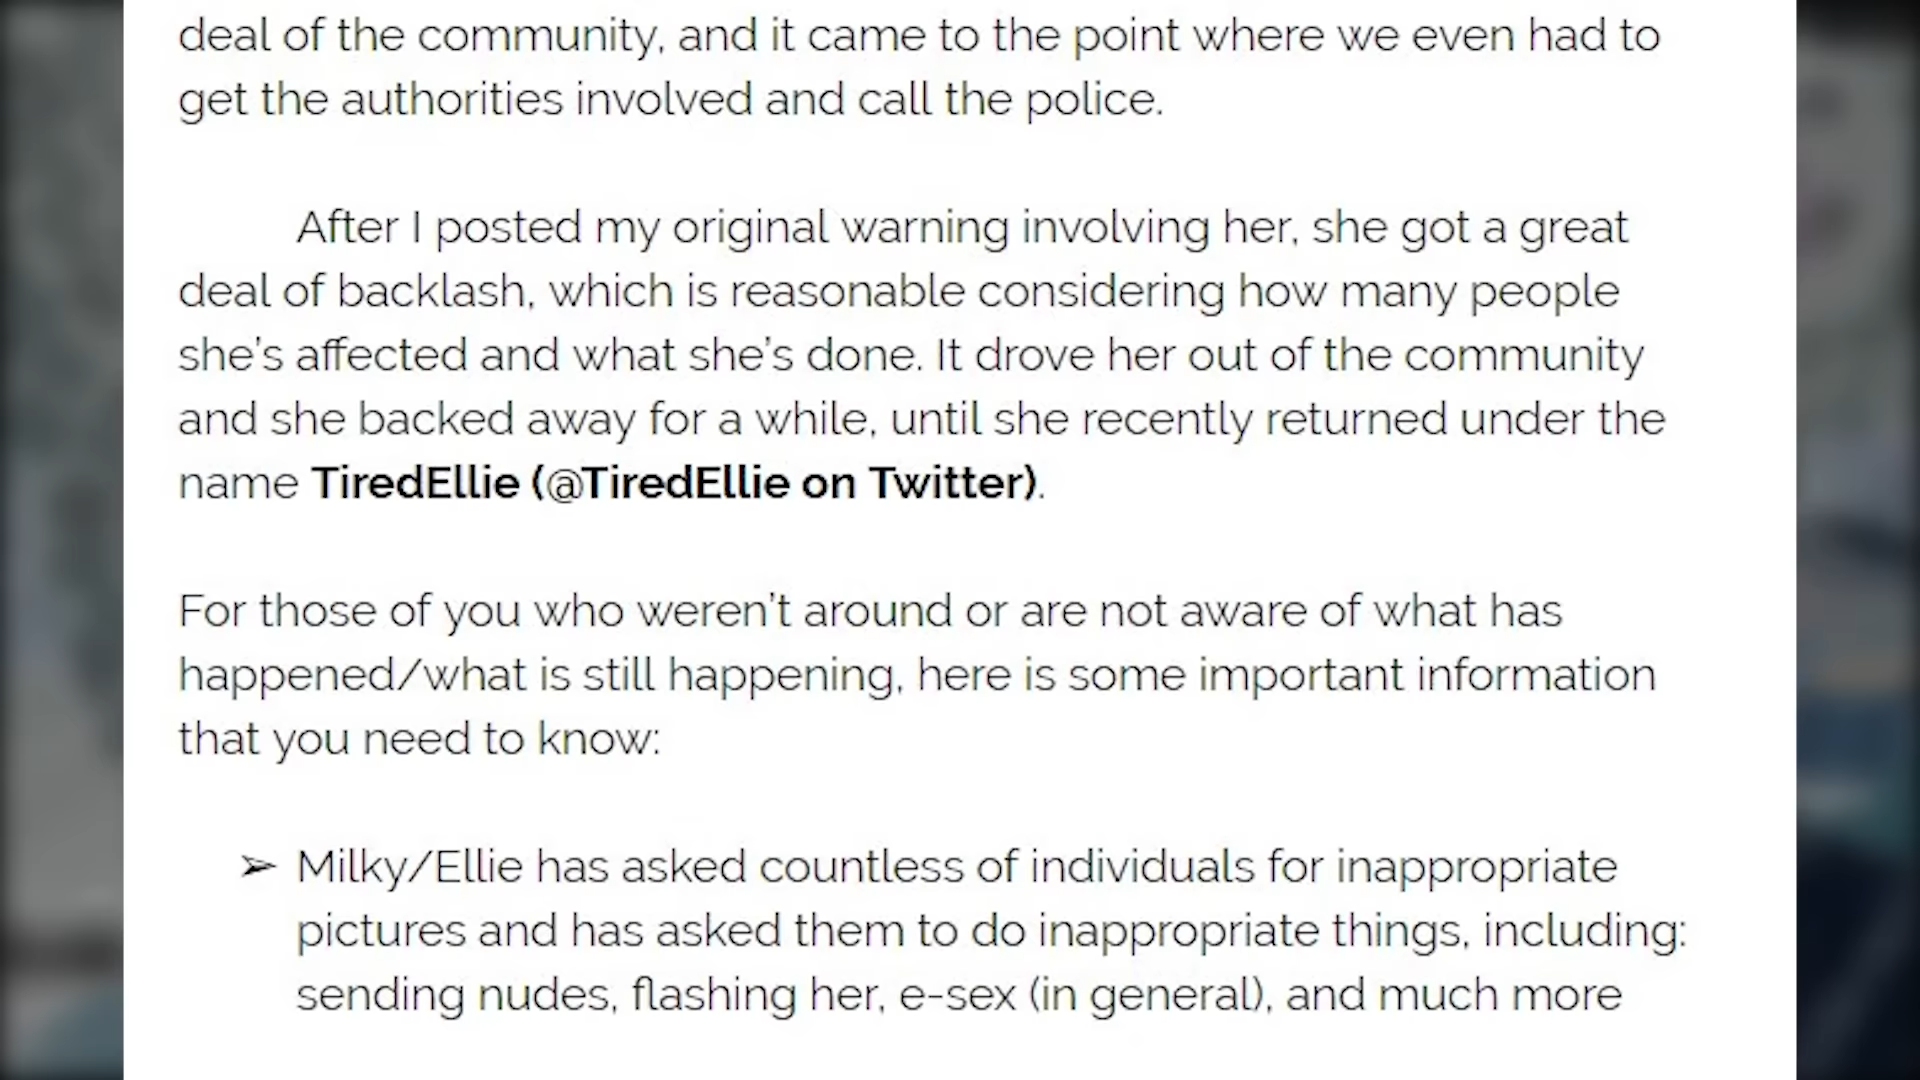 deal of the community, and it came to the point where we even had to
get the authorities involved and call the police.
After I posted my original warning involving her, she got a great
deal of backlash, which is reasonable considering how many people
she's affected and what she's done. It drove her out of the community
and she backed away for a while, until she recently returned under the
name TiredEllie (@TiredEllie on Twitter).
For those of you who weren't around or are not aware of what has
happened/what is still happening, here is some important information
that you need to know:
➢ Milky/Ellie has asked countless of individuals for inappropriate
pictures and has asked them to do inappropriate things, including:
sending nudes, flashing her, e-sex (in general), and much more